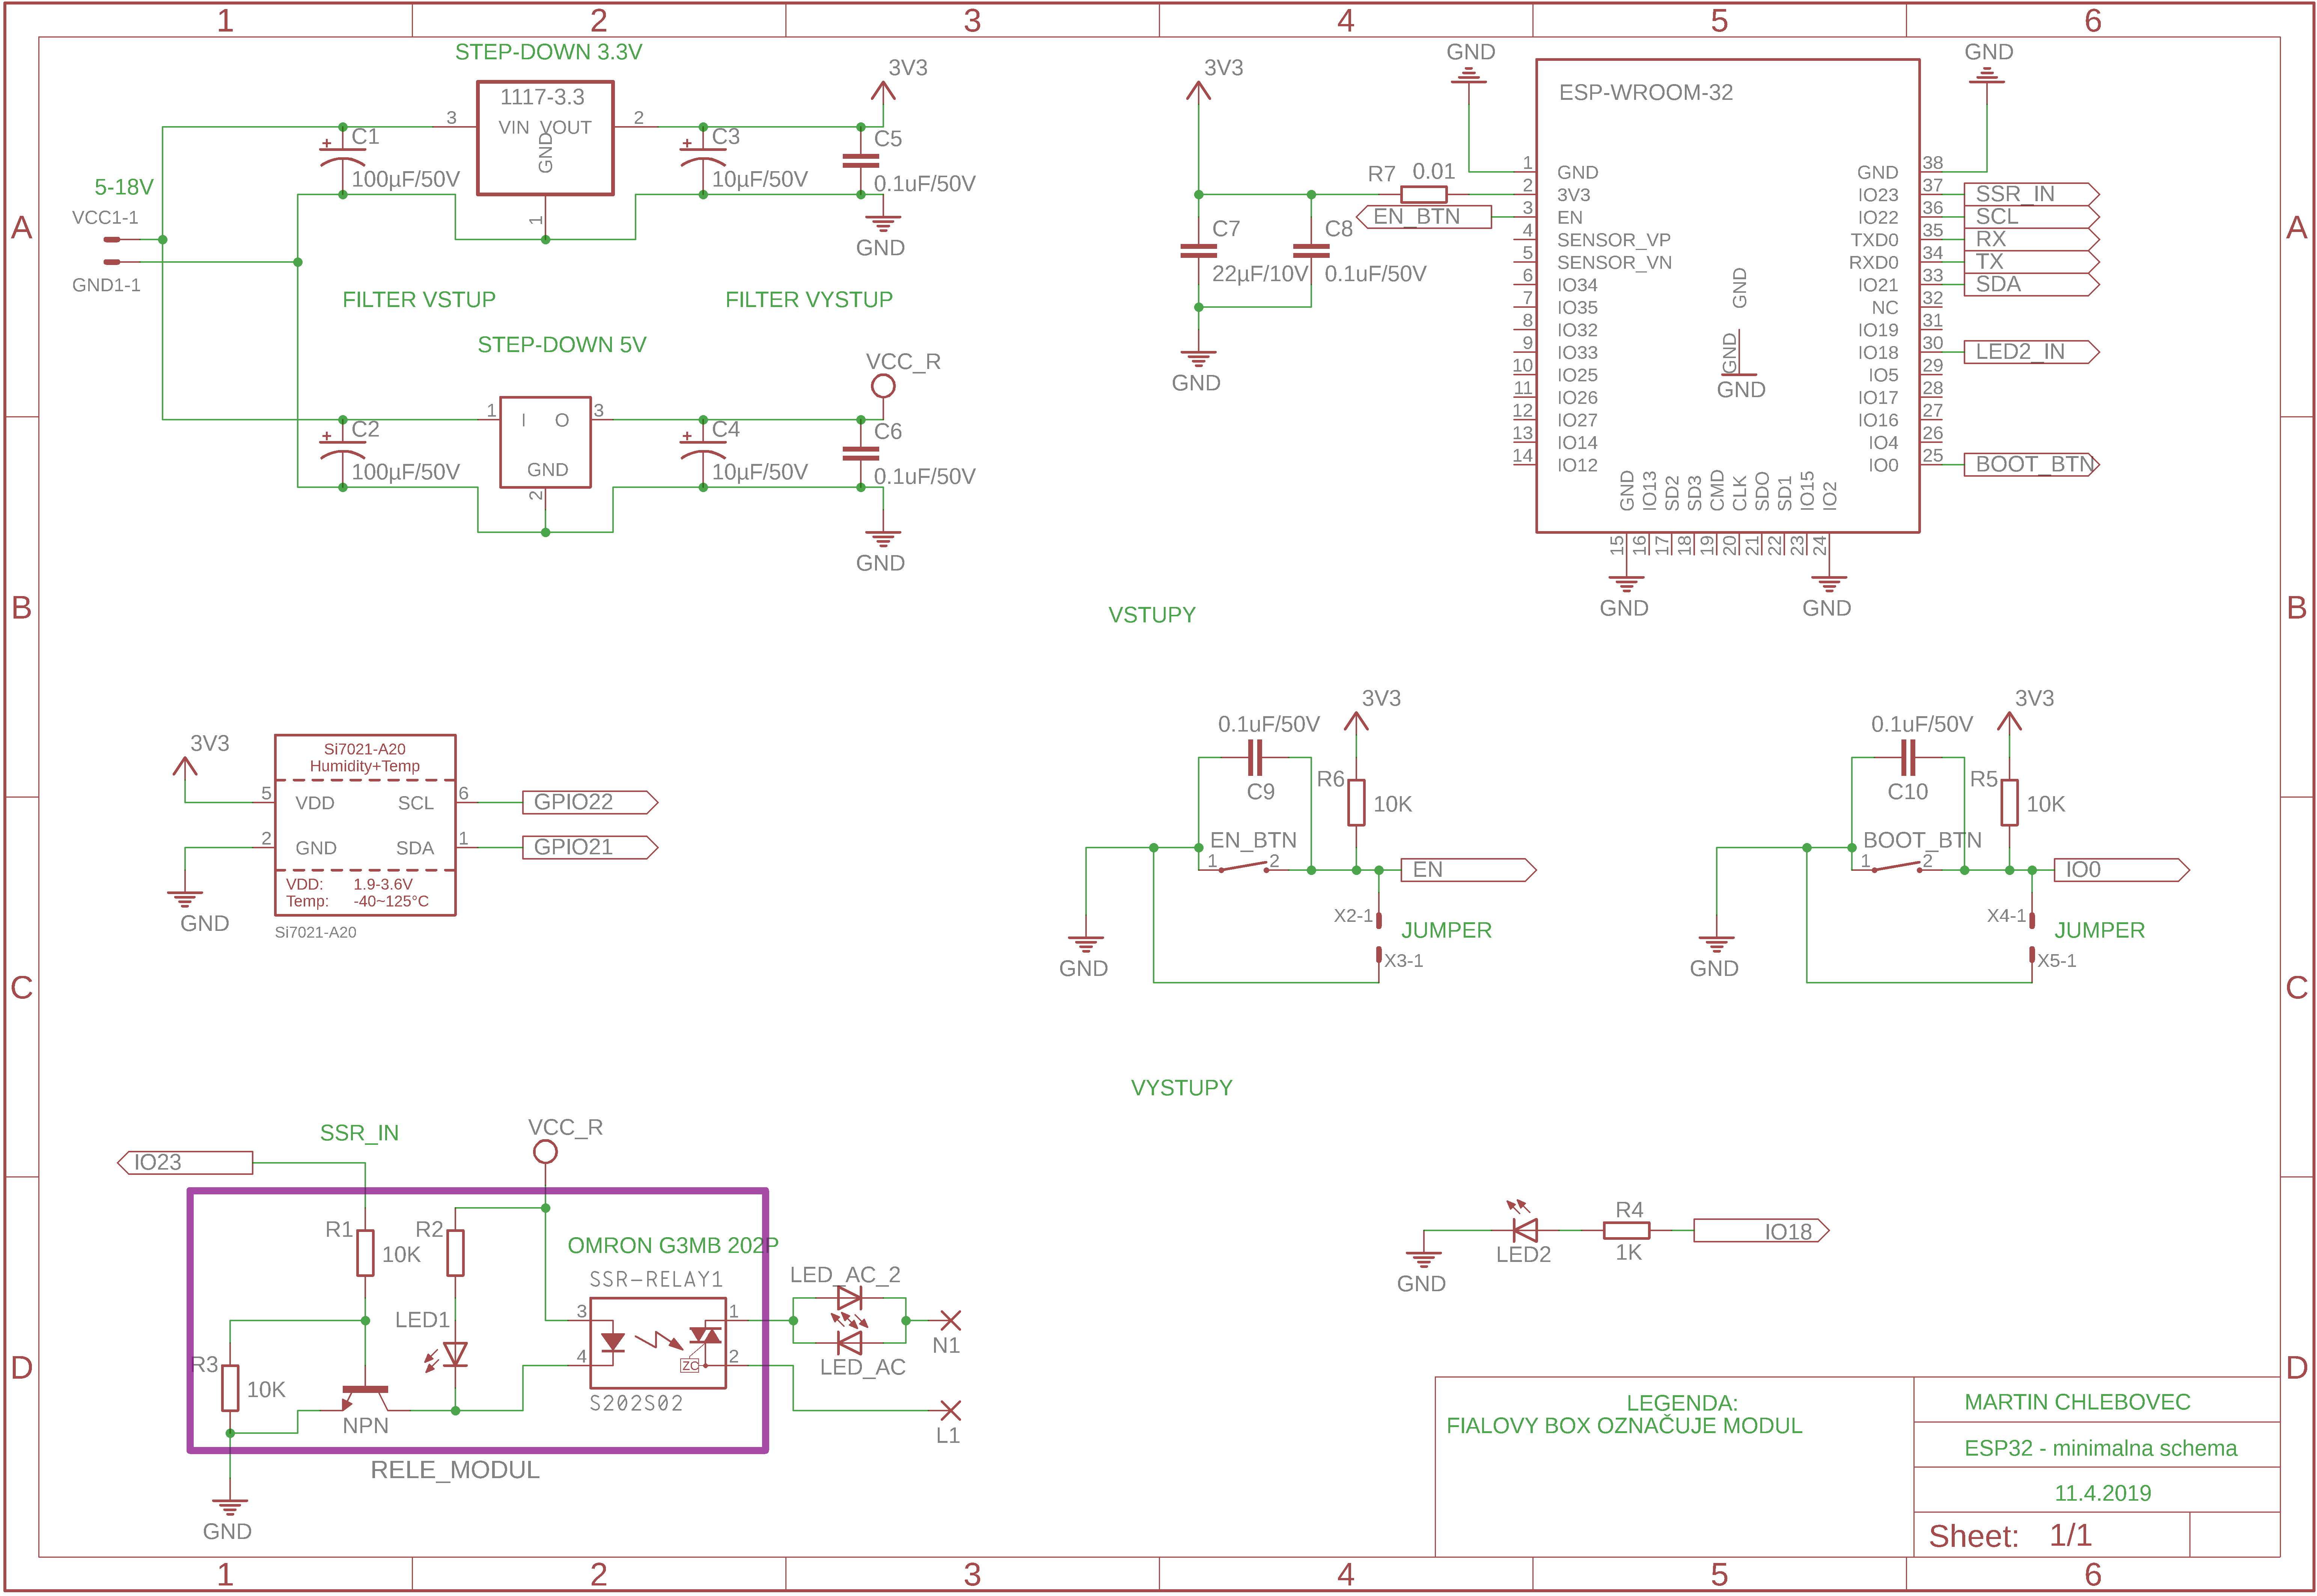 1 2 3 4 5 6
A
B
C
D
A
B
C
D
STEP-DOWN 3.3V
1117-3.3
VIN VOUT
GND
3
2
1
3V3
C1
100µF/50V
C3
10µF/50V
C5
0.1uF/50V
GND
5-18V
VCC1-1
GND1-1
FILTER VSTUP
FILTER VYSTUP
STEP-DOWN 5V
VCC_R
1
I O
3
GND
2
C2
100µF/50V
C4
10µF/50V
C6
0.1uF/50V
GND
3V3
C7
22µF/10V
C8
0.1uF/50V
GND
R7 0.01
EN_BTN
GND
GND
ESP-WROOM-32
1 GND
2 3V3
3 EN
4 SENSOR_VP
5 SENSOR_VN
6 IO34
7 IO35
8 IO32
9 IO33
10 IO25
11 IO26
12 IO27
13 IO14
14 IO12
GND
GND
GND
GND 38
IO23 37 SSR_IN
IO22 36 SCL
TXD0 35 RX
RXD0 34 TX
IO21 33 SDA
NC 32
IO19 31
IO18 30 LED2_IN
IO5 29
IO17 28
IO16 27
IO4 26
IO0 25 BOOT_BTN
GND IO13 SD2 SD3 CMD CLK SDO SD1 IO15 IO2
15 16 17 18 19 20 21 22 23 24
GND
GND
VSTUPY
3V3
Si7021-A20
Humidity+Temp
5 VDD SCL 6 GPIO22
2 GND SDA 1 GPIO21
VDD: 1.9-3.6V
Temp: -40~125°C
Si7021-A20
GND
0.1uF/50V
C9
3V3
R6
10K
EN_BTN
1 2
EN
X2-1
JUMPER
X3-1
GND
0.1uF/50V
C10
3V3
R5
10K
BOOT_BTN
1 2
IO0
X4-1
JUMPER
X5-1
GND
VYSTUPY
SSR_IN
IO23
VCC_R
R1
10K
R2
OMRON G3MB 202P
SSR-RELAY1
LED1
3
4
1
2
ZC
S202S02
R3
10K
NPN
RELE_MODUL
GND
LED_AC_2
LED_AC
N1
L1
LED2
R4
1K
IO18
GND
LEGENDA:
FIALOVY BOX OZNAČUJE MODUL
MARTIN CHLEBOVEC
ESP32 - minimalna schema
11.4.2019
Sheet: 1/1
1 2 3 4 5 6